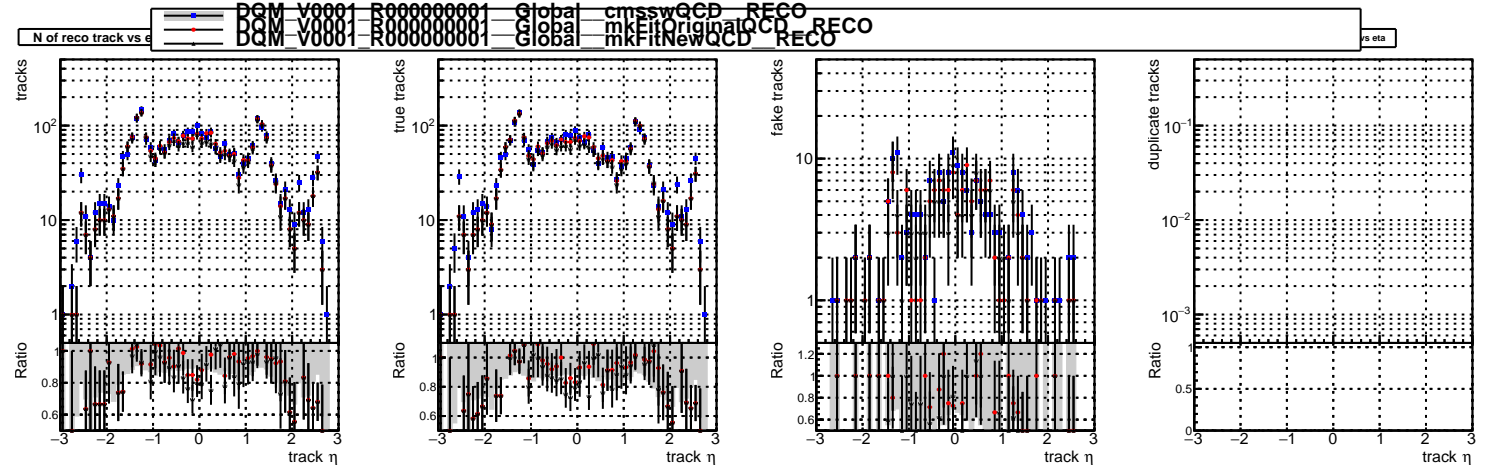 DQM_V0001_R000000001__Global__cmsswQCD__RECO
DQM_V0001_R000000001__Global__mkFitOriginalQCD__RECO
DQM_V0001_R000000001__Global__mkFitNewQCD__RECO
N of reco track vs e
vs eta
tracks
10²
10
1
Ratio
1
0.8
0.6
−3 −2 −1 0 1 2 3
track η
true tracks
10²
10
1
Ratio
1
0.8
0.6
−3 −2 −1 0 1 2 3
track η
fake tracks
10
1
Ratio
1.2
1
0.8
0.6
−3 −2 −1 0 1 2 3
track η
duplicate tracks
10⁻¹
10⁻²
10⁻³
Ratio
1
0.5
0
−3 −2 −1 0 1 2 3
track η